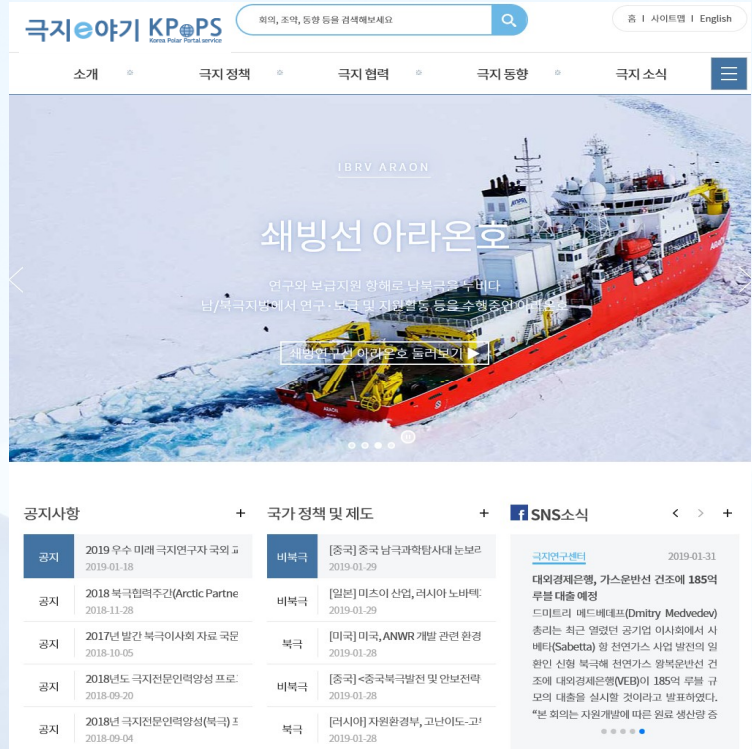 극지e야기 KPoPS
Korea Polar Portal service
회의, 조약, 동향 등을 검색해보세요
홈 I 사이트맵 I English
소개
극지 정책
극지 협력
극지 동향
극지 소식
IBRV ARAON
쇄빙선 아라온호
연구와 보급지원 항해로 남북극을 누비다
남/북극지방에서 연구·보급 및 지원활동 등을 수행중인 아라온호
쇄빙연구선 아라온호 둘러보기 ▶
ARAON
공지사항 +
공지 2019 우수 미래 극지연구자 국외 교
2019-01-18
공지 2018 북극협력주간(Arctic Partne
2018-11-28
공지 2017년 발간 북극이사회 자료 국문
2018-10-05
공지 2018년도 극지전문인력양성 프로
2018-09-20
공지 2018년 극지전문인력양성(북극)
2018-09-04
국가 정책 및 제도 +
비북극 [중국] 중국 남극과학탐사대 눈보라
2019-01-29
비북극 [일본] 미츠이 산업, 러시아 노바텍
2019-01-29
북극 [미국] 미국, ANWR 개발 관련 환경
2019-01-28
비북극 [중국] <중국북극발전 및 안보전략
2019-01-28
북극 [러시아] 자원환경부, 고난이도-고
2019-01-28
f SNS소식 < > +
극지연구센터 2019-01-31
대외경제은행, 가스운반선 건조에 185억
루블 대출 예정
드미트리 메드베데프(Dmitry Medvedev)
총리는 최근 열렸던 공기업 이사회에서 사
베타(Sabetta) 항 천연가스 사업 발전의 일
환인 신형 북극해 천연가스 왕복운반선 건
조에 대외경제은행(VEB)이 185억 루블 규
모의 대출을 실시할 것이라고 발표하였다.
“본 회의는 자원개발에 따른 원료 생산량 증